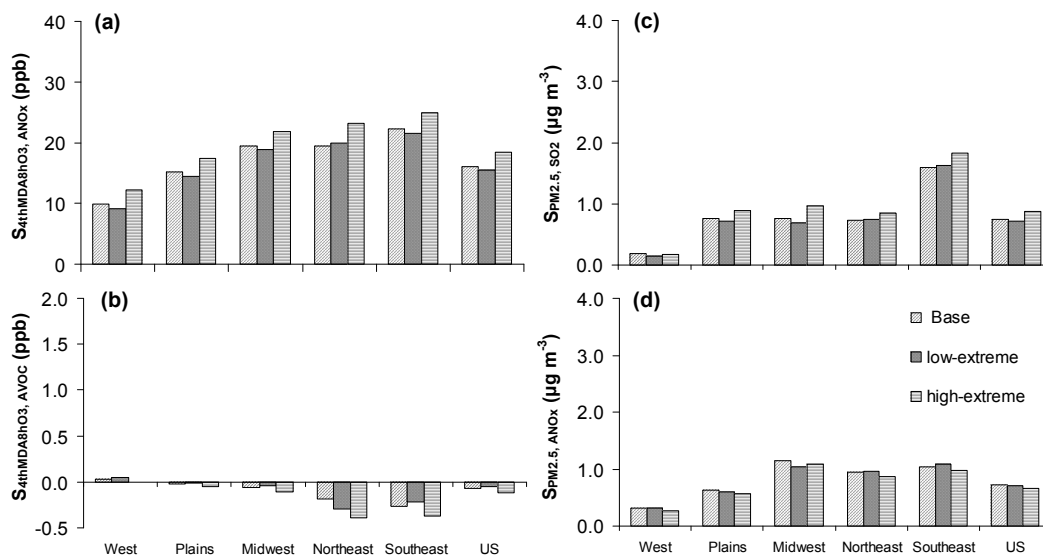 (a)
S4thMDA8hO3, ANOx (ppb)
40
30
20
10
0
(b)
S4thMDA8hO3, AVOC (ppb)
2.0
1.5
1.0
0.5
0.0
-0.5
West Plains Midwest Northeast Southeast US
(c)
SPM2.5, SO2 (µg m-3)
4.0
3.0
2.0
1.0
0.0
(d)
SPM2.5, ANOx (µg m-3)
4.0
3.0
2.0
1.0
0.0
Base
low-extreme
high-extreme
West Plains Midwest Northeast Southeast US